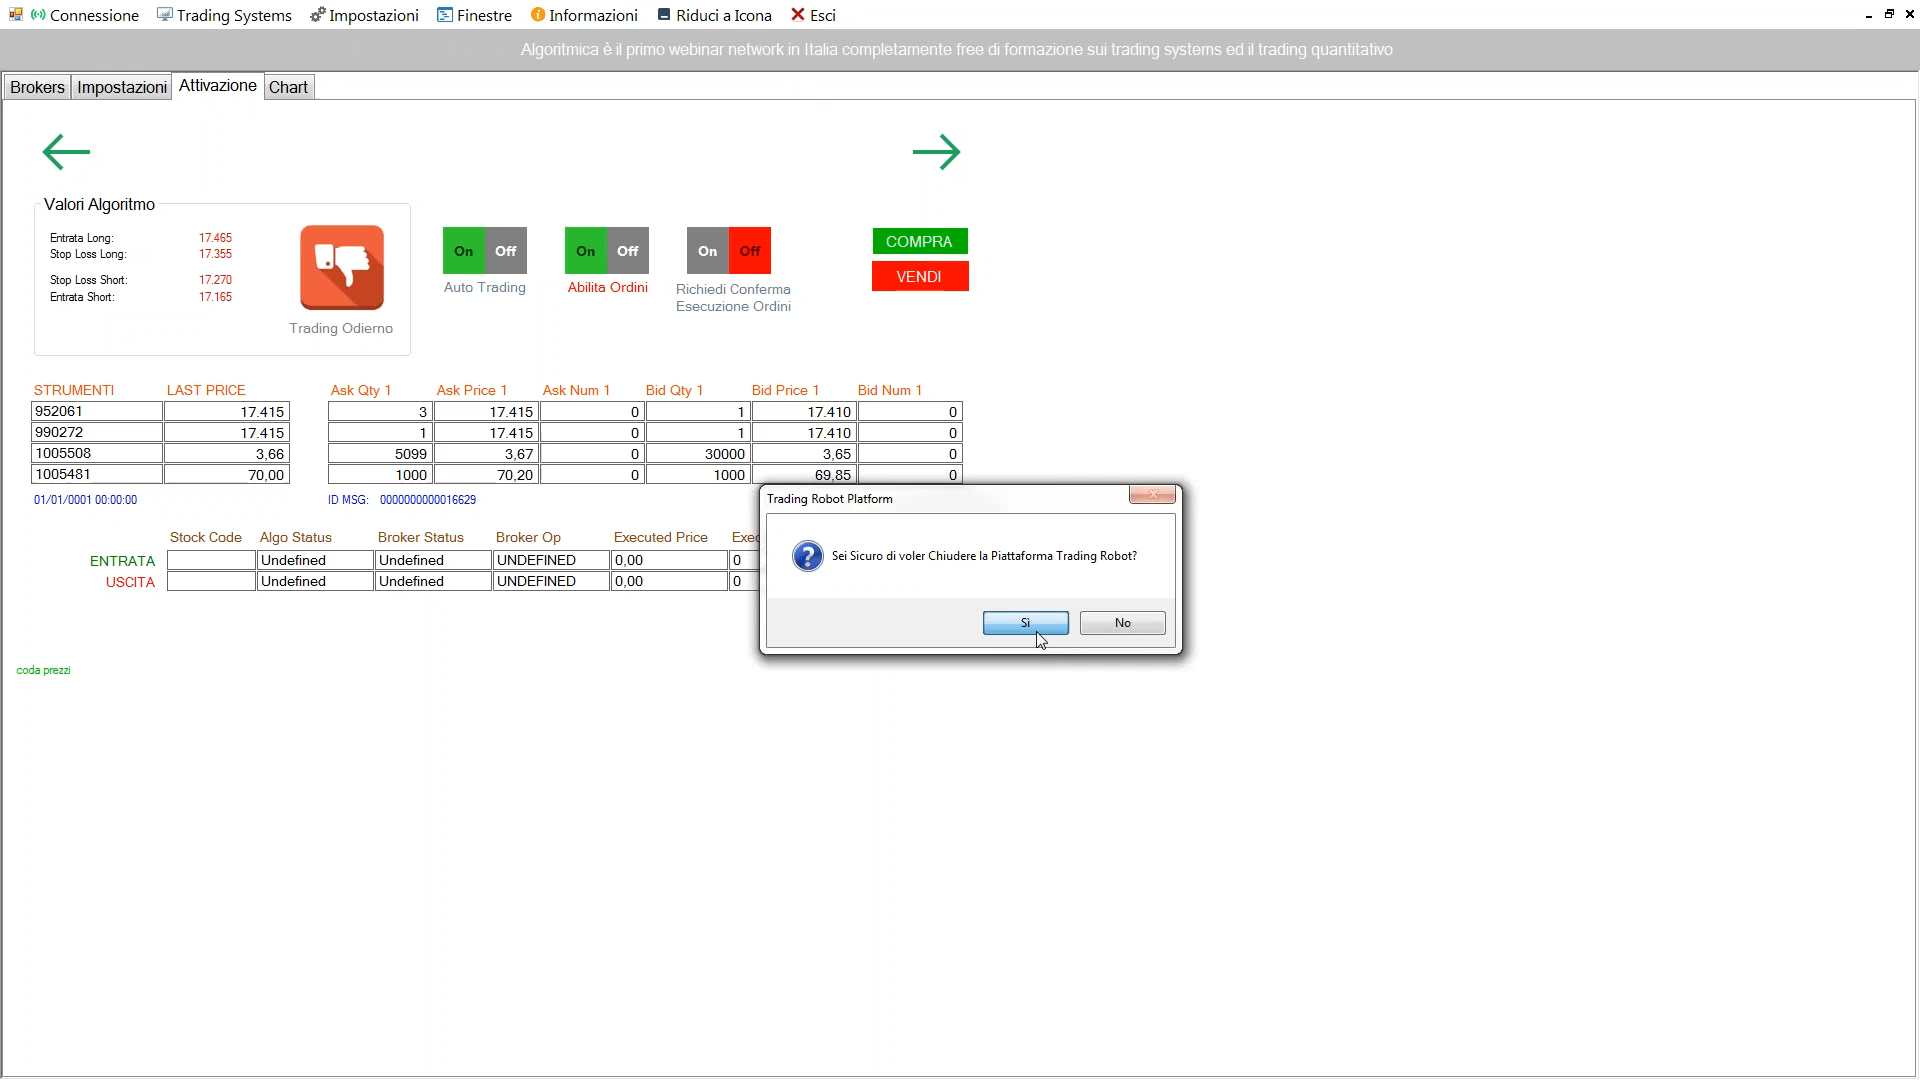 Connessione Trading Systems Impostazioni Finestre Informazioni Riduci a Icona Esci
Algoritmica è il primo webinar network in Italia completamente free di formazione sui trading systems ed il trading quantitativo
Brokers Impostazioni Attivazione Chart
Valori Algoritmo
Entrata Long: 17.465
Stop Loss Long: 17.355
Stop Loss Short: 17.270
Entrata Short: 17.165
Trading Odierno
On Off
Auto Trading
On Off
Abilita Ordini
On Off
Richiedi Conferma
Esecuzione Ordini
COMPRA
VENDI
STRUMENTI LAST PRICE Ask Qty 1 Ask Price 1 Ask Num 1 Bid Qty 1 Bid Price 1 Bid Num 1
952061 17.415 3 17.415 0 1 17.410 0
990272 17.415 1 17.415 0 1 17.410 0
1005508 3,66 5099 3,67 0 30000 3,65 0
1005481 70,00 1000 70,20 0 1000 69,85 0
01/01/0001 00:00:00 ID MSG: 0000000000016629
Stock Code Algo Status Broker Status Broker Op Executed Price Exec
ENTRATA Undefined Undefined UNDEFINED 0,00 0
USCITA Undefined Undefined UNDEFINED 0,00 0
Trading Robot Platform
Sei Sicuro di voler Chiudere la Piattaforma Trading Robot?
Sì No
coda prezzi